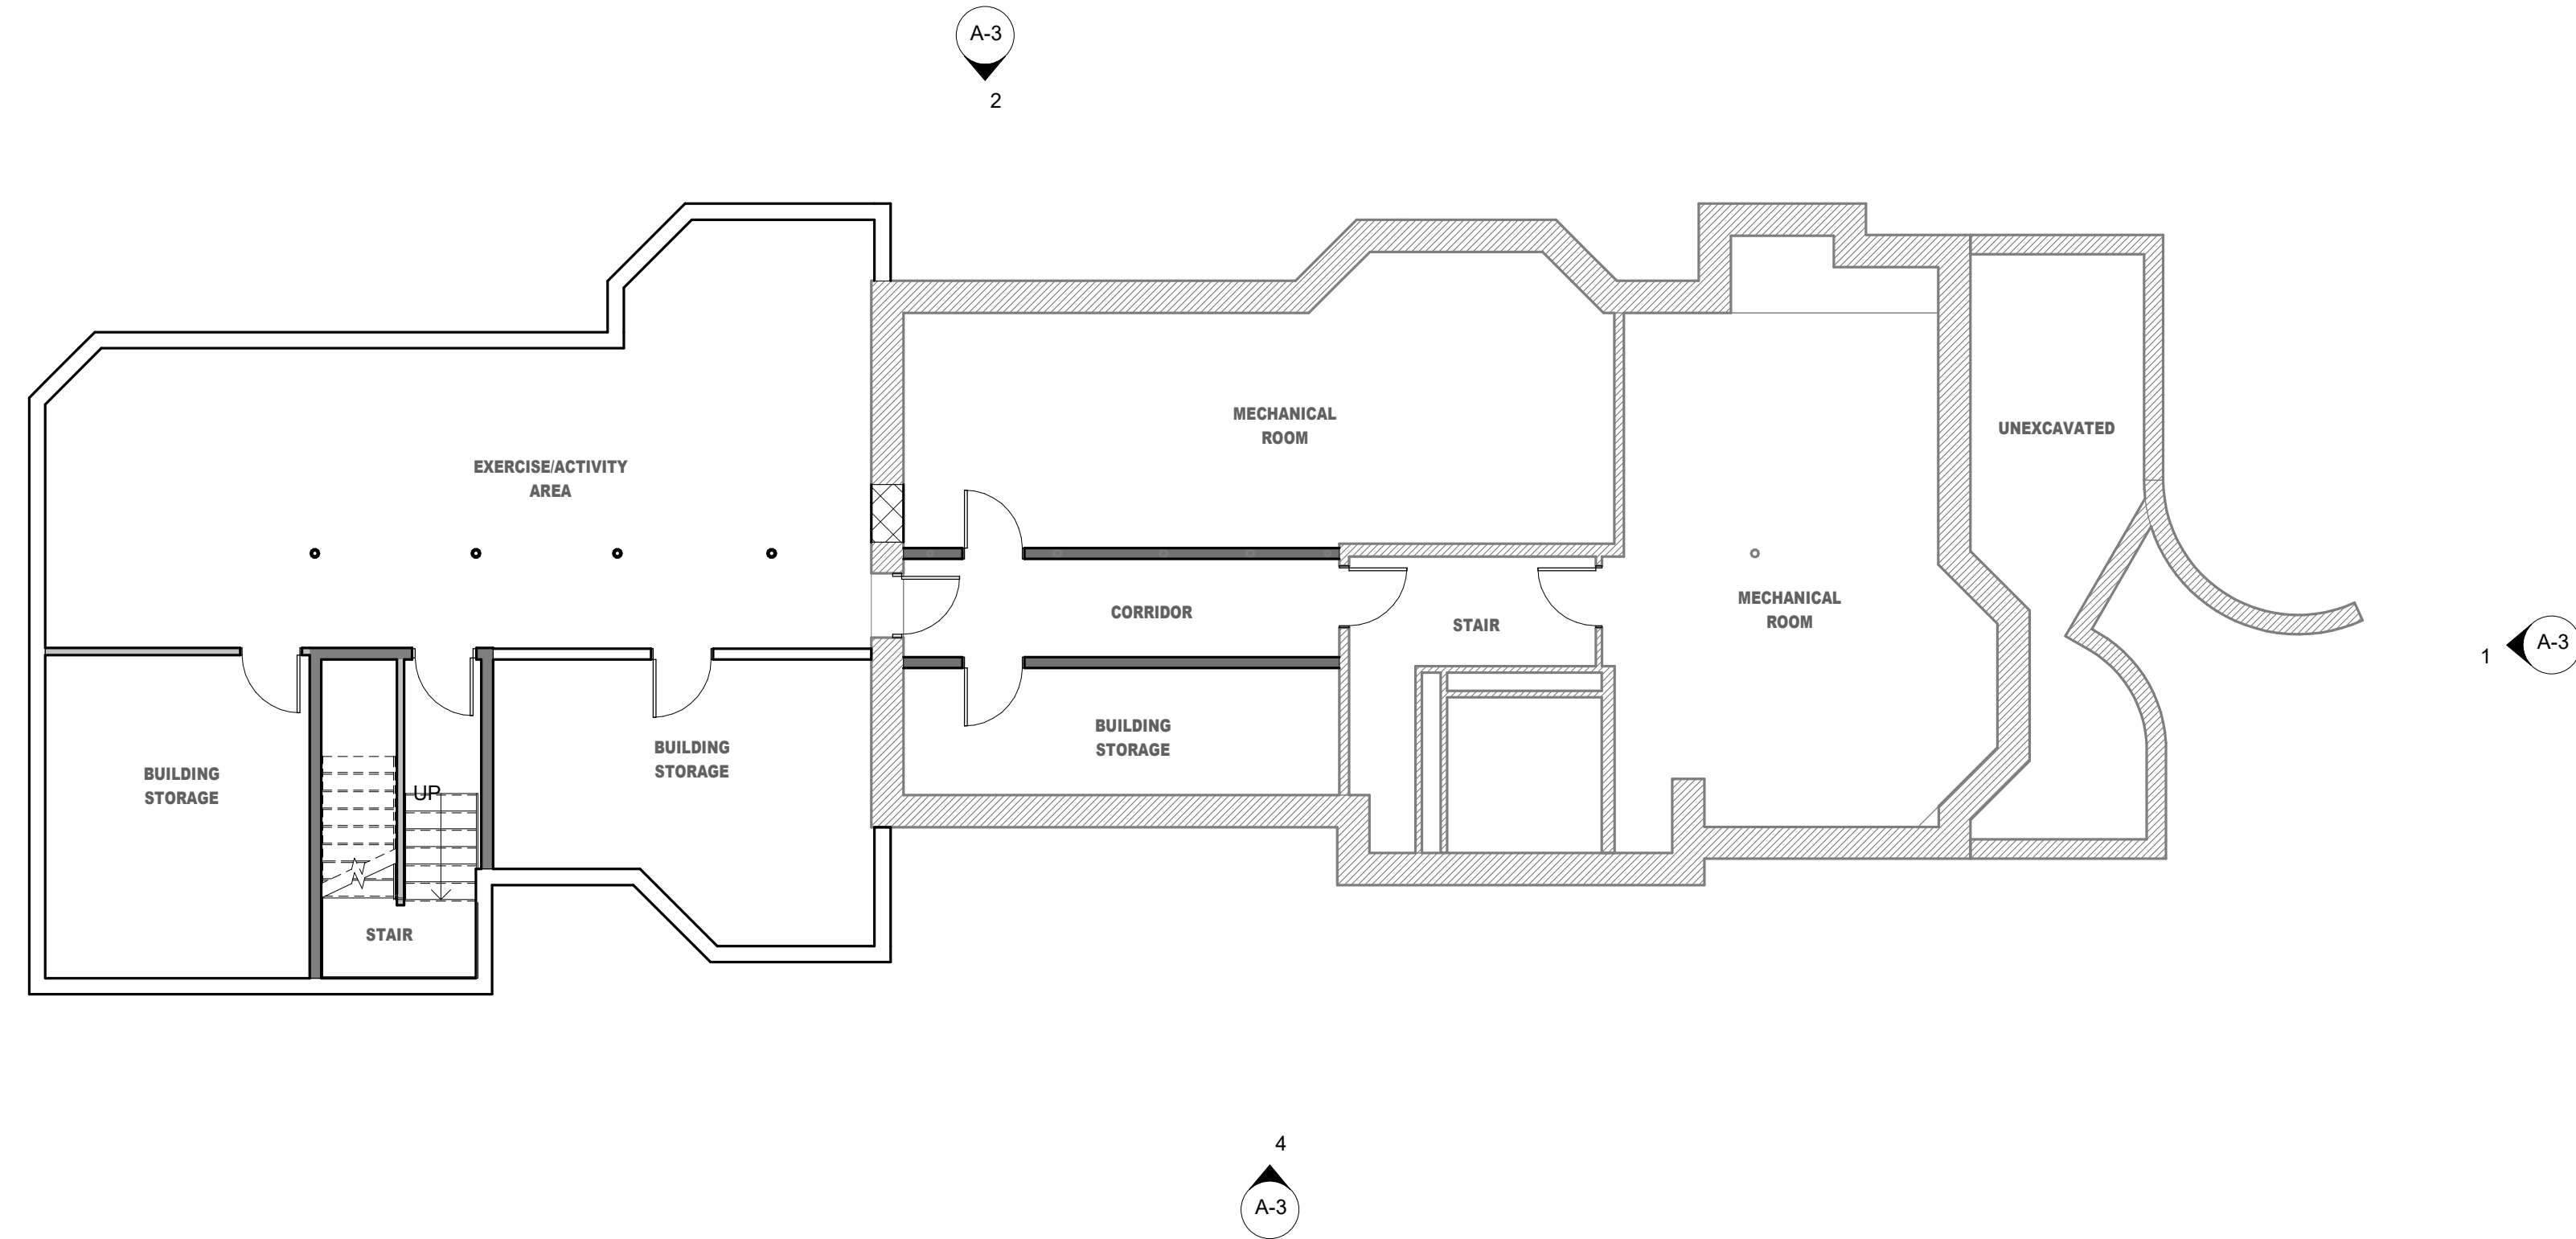 A-3
2
MECHANICAL
ROOM
UNEXCAVATED
EXERCISE/ACTIVITY
AREA
MECHANICAL
ROOM
CORRIDOR
STAIR
1
A-3
BUILDING
STORAGE
BUILDING
STORAGE
BUILDING
STORAGE
UP
STAIR
4
A-3